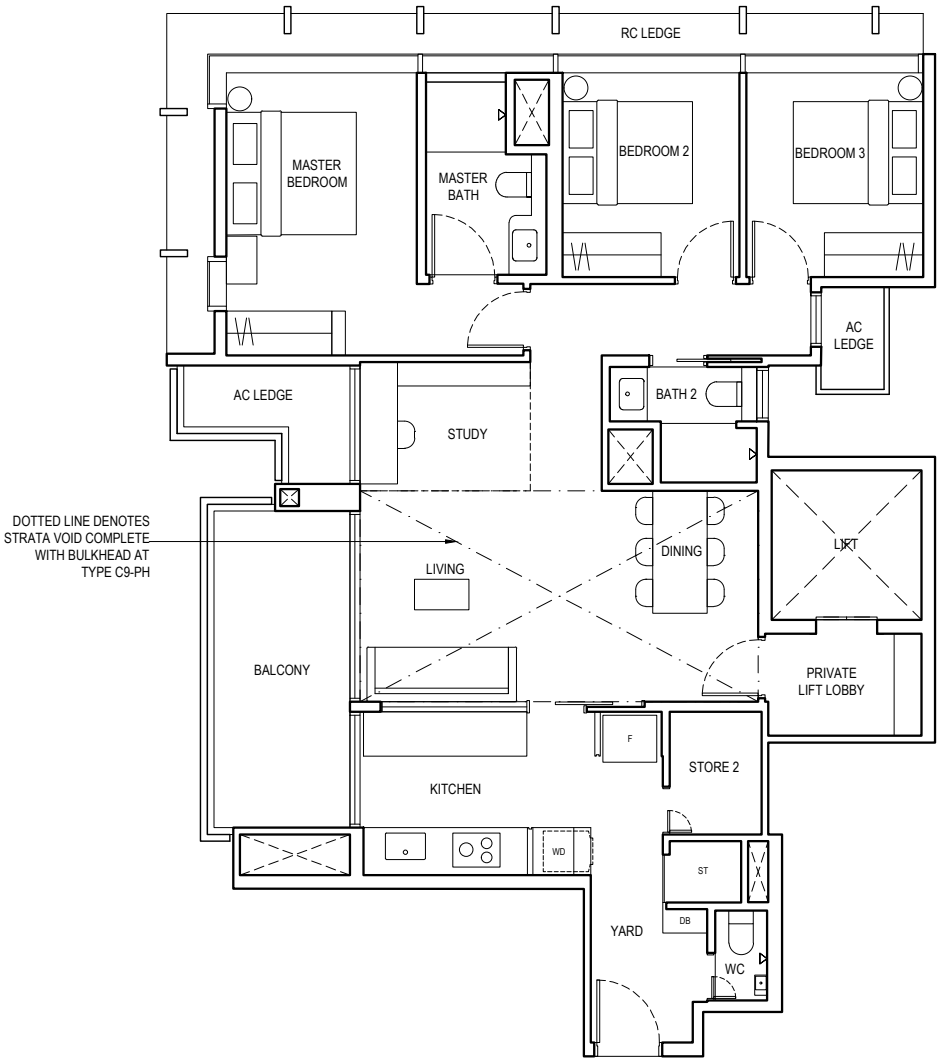 RC LEDGE
MASTER
BEDROOM
MASTER
BATH
BEDROOM 2
BEDROOM 3
AC
LEDGE
AC LEDGE
BATH 2
STUDY
DOTTED LINE DENOTES
STRATA VOID COMPLETE
WITH BULKHEAD AT
TYPE C9-PH
LIVING
DINING
LIFT
BALCONY
PRIVATE
LIFT LOBBY
F
STORE 2
KITCHEN
WD
ST
DB
YARD
WC